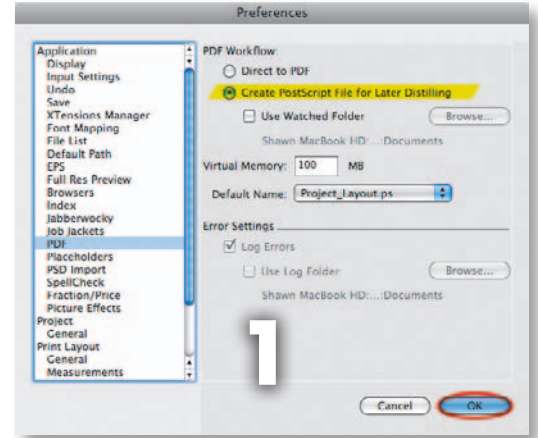 Preferences
Application
Display
Input Settings
Undo
Save
XTensions Manager
Font Mapping
File List
Default Path
EPS
Full Res Preview
Browsers
Index
Jabberwocky
Job Jackets
PDF
Placeholders
PSD Import
SpellCheck
Fraction/Price
Picture Effects
Project
General
Print Layout
General
Measurements
PDF Workflow:
Direct to PDF
Create PostScript File for Later Distilling
Use Watched Folder
Browse...
Shawn MacBook HD:...:Documents
Virtual Memory: 100 MB
Default Name: Project_Layout.ps
Error Settings
Log Errors
Use Log Folder
Browse...
Shawn MacBook HD:...:Documents
1
Cancel
OK